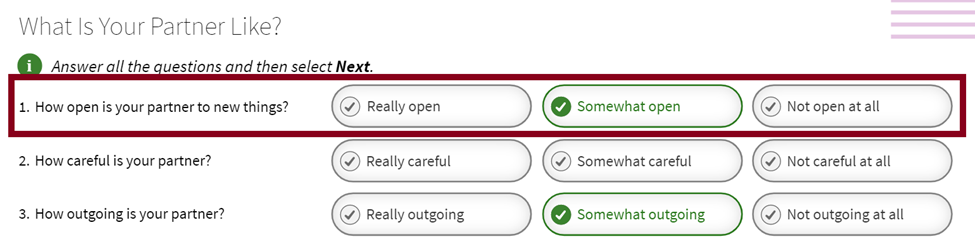 What Is Your Partner Like?
i Answer all the questions and then select Next.
1. How open is your partner to new things? Really open Somewhat open Not open at all
2. How careful is your partner? Really careful Somewhat careful Not careful at all
3. How outgoing is your partner? Really outgoing Somewhat outgoing Not outgoing at all